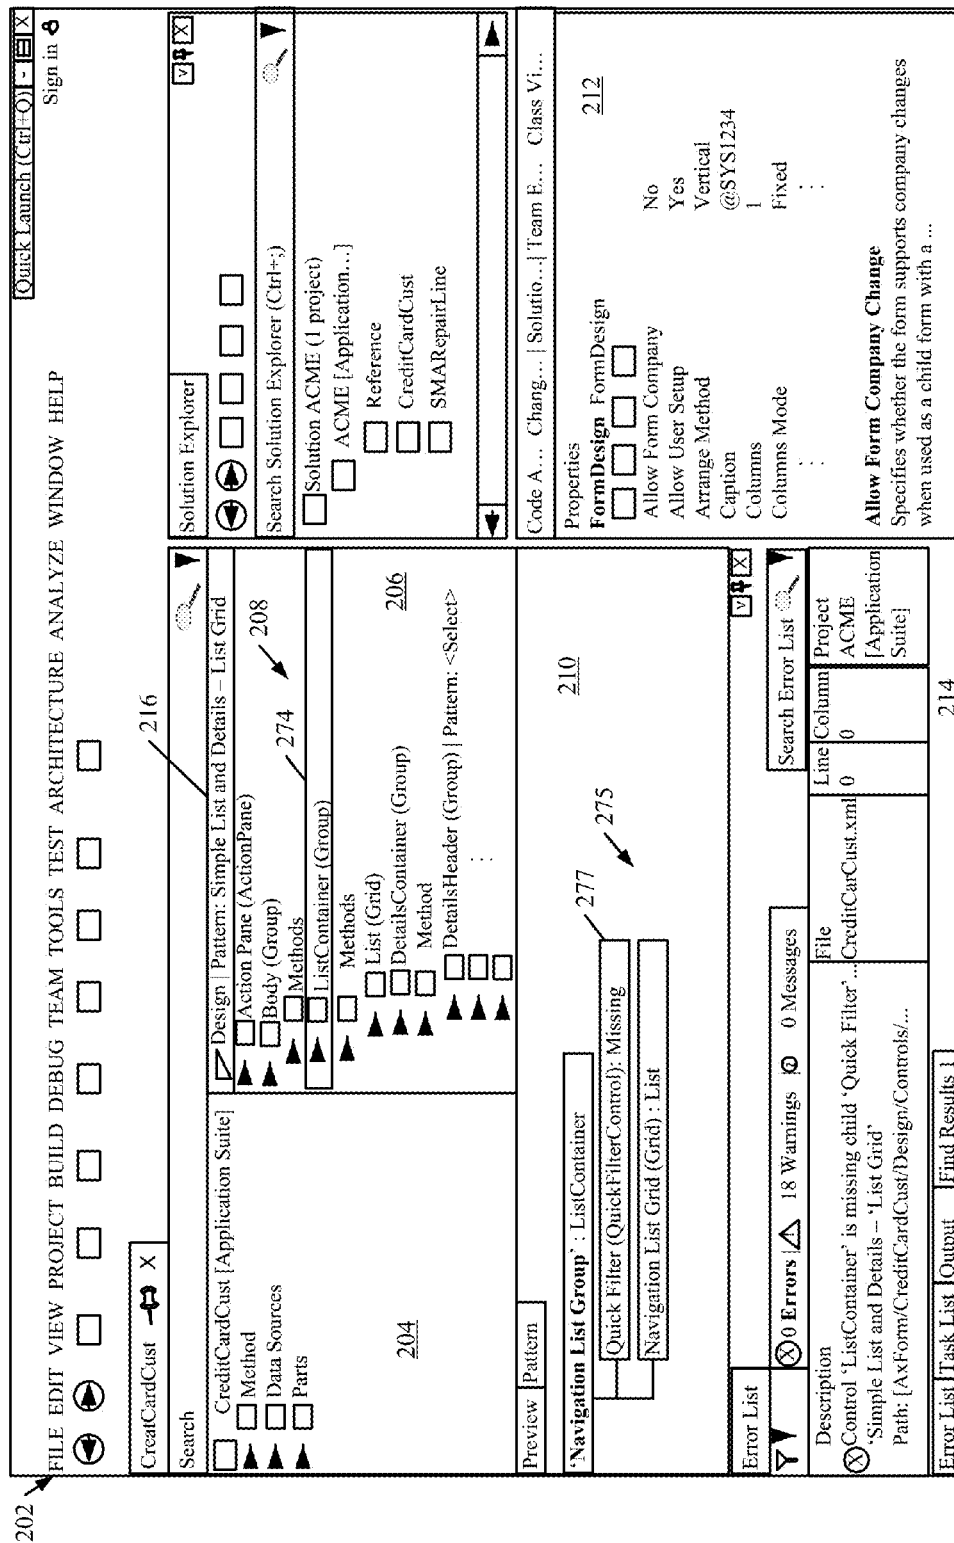 202
Quick Launch (Ctrl+Q) - X
FILE EDIT VIEW PROJECT BUILD DEBUG TEAM TOOLS TEST ARCHITECTURE ANALYZE WINDOW HELP
Sign in
CreatCardCust X
216
Search
CreditCardCust [Application Suite]
Method
Data Sources
Parts
204
Design | Pattern: Simple List and Details – List Grid
Action Pane (ActionPane)
Body (Group)
208
Methods
274
ListContainer (Group)
Methods
List (Grid)
206
DetailsContainer (Group)
Method
DetailsHeader (Group) | Pattern: <Select>
Preview Pattern
210
'Navigation List Group' : ListContainer
277
Quick Filter (QuickFilterControl): Missing
275
Navigation List Grid (Grid) : List
Error List
V X
0 Errors 18 Warnings 0 Messages
Search Error List
Description File Line Column Project
Control 'ListContainer' is missing child 'Quick Filter'... CreditCarCust.xml 0 0 ACME
'Simple List and Details – 'List Grid' [Application
Path: [AxForm/CreditCardCust/Design/Controls/... Suite]
Error List Task List Output Find Results 1
214
Solution Explorer
V X
Search Solution Explorer (Ctrl+;)
Solution ACME (1 project)
ACME [Application…]
Reference
CreditCardCust
SMARepairLine
Code A… Chang… | Solutio…| Team E… Class Vi…
Properties
212
FormDesign FormDesign
Allow Form Company No
Allow User Setup Yes
Arrange Method Vertical
Caption @SYS1234
Columns 1
Columns Mode Fixed
Allow Form Company Change
Specifies whether the form supports company changes
when used as a child form with a ...